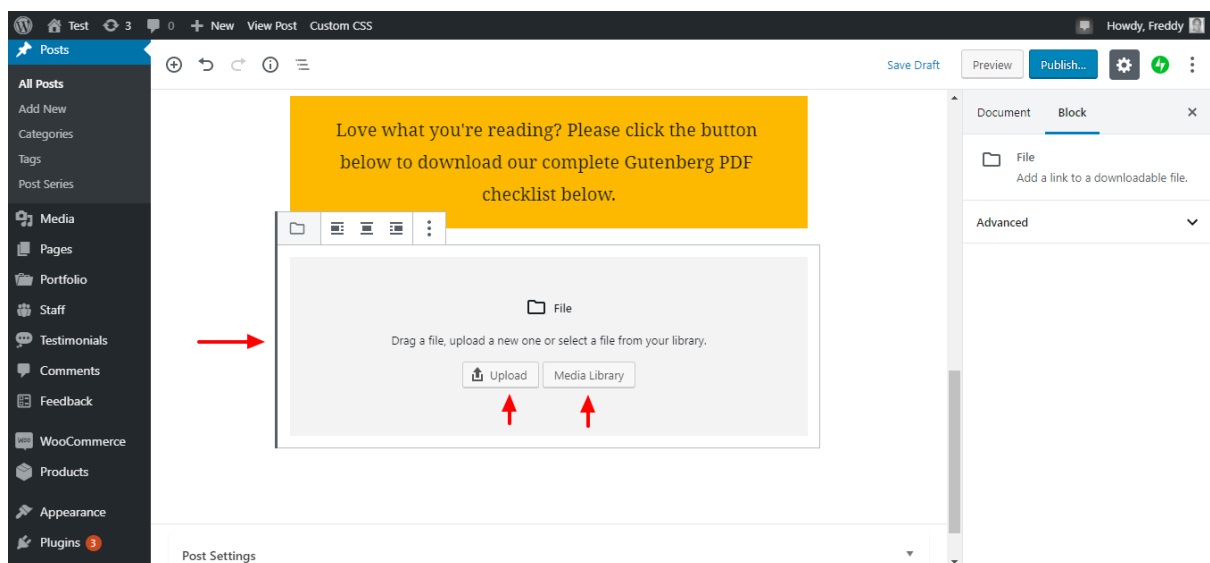 Test 3 0 New View Post Custom CSS Howdy, Freddy
Posts
All Posts
Add New
Categories
Tags
Post Series
Media
Pages
Portfolio
Staff
Testimonials
Comments
Feedback
WooCommerce
Products
Appearance
Plugins 3
Save Draft Preview Publish...
Love what you're reading? Please click the button
below to download our complete Gutenberg PDF
checklist below.
File
Drag a file, upload a new one or select a file from your library.
Upload Media Library
Post Settings
Document Block
File
Add a link to a downloadable file.
Advanced